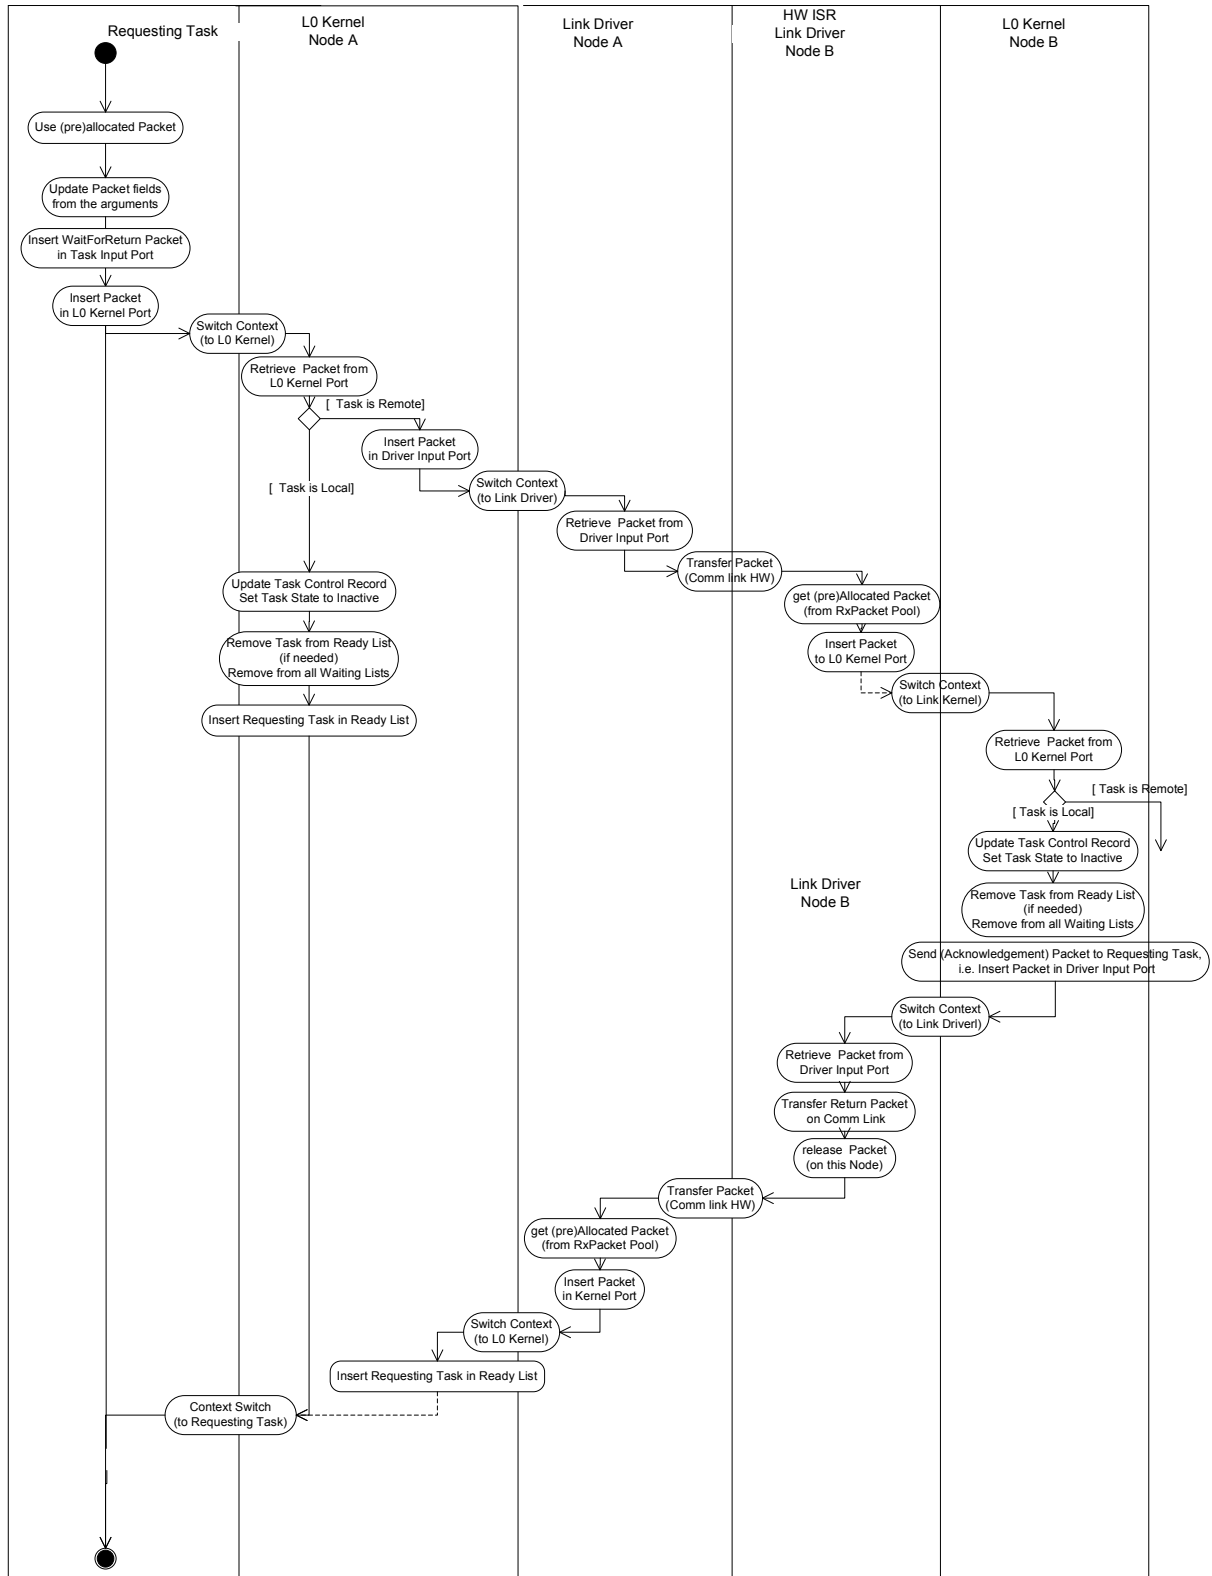 Requesting Task
L0 Kernel
Node A
Link Driver
Node A
HW ISR
Link Driver
Node B
L0 Kernel
Node B
Use (pre)allocated Packet
Update Packet fields
from the arguments
Insert WaitForReturn Packet
in Task Input Port
Insert Packet
in L0 Kernel Port
Switch Context
(to L0 Kernel)
Retrieve Packet from
L0 Kernel Port
[ Task is Remote]
Insert Packet
in Driver Input Port
[ Task is Local]
Switch Context
(to Link Driver)
Retrieve Packet from
Driver Input Port
Transfer Packet
(Comm link HW)
Update Task Control Record
Set Task State to Inactive
get (pre)Allocated Packet
(from RxPacket Pool)
Remove Task from Ready List
(if needed)
Remove from all Waiting Lists
Insert Packet
to L0 Kernel Port
Switch Context
(to Link Kernel)
Insert Requesting Task in Ready List
Retrieve Packet from
L0 Kernel Port
[ Task is Remote]
[ Task is Local]
Update Task Control Record
Set Task State to Inactive
Link Driver
Node B
Remove Task from Ready List
(if needed)
Remove from all Waiting Lists
Send (Acknowledgement) Packet to Requesting Task,
i.e. Insert Packet in Driver Input Port
Switch Context
(to Link Driverl)
Retrieve Packet from
Driver Input Port
Transfer Return Packet
on Comm Link
release Packet
(on this Node)
Transfer Packet
(Comm link HW)
get (pre)Allocated Packet
(from RxPacket Pool)
Insert Packet
in Kernel Port
Switch Context
(to L0 Kernel)
Insert Requesting Task in Ready List
Context Switch
(to Requesting Task)